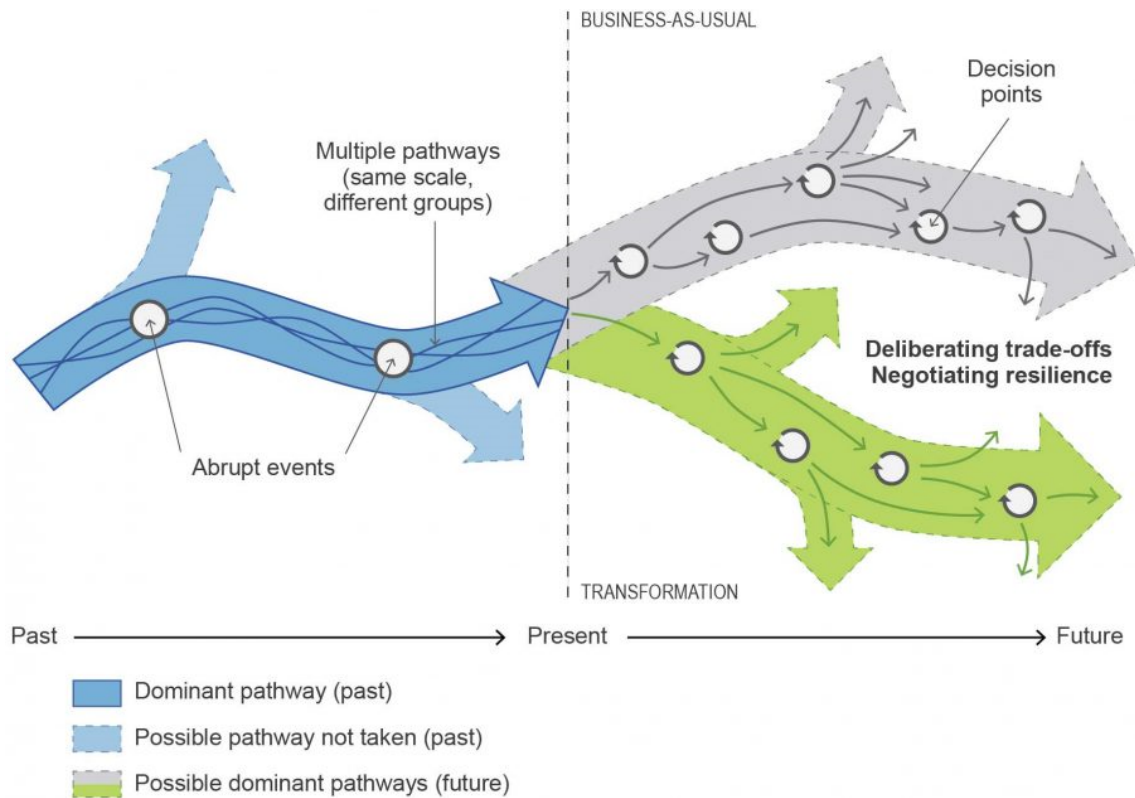 BUSINESS-AS-USUAL
Decision
points
Multiple pathways
(same scale,
different groups)
Deliberating trade-offs
Negotiating resilience
Abrupt events
TRANSFORMATION
Past
Present
Future
Dominant pathway (past)
Possible pathway not taken (past)
Possible dominant pathways (future)